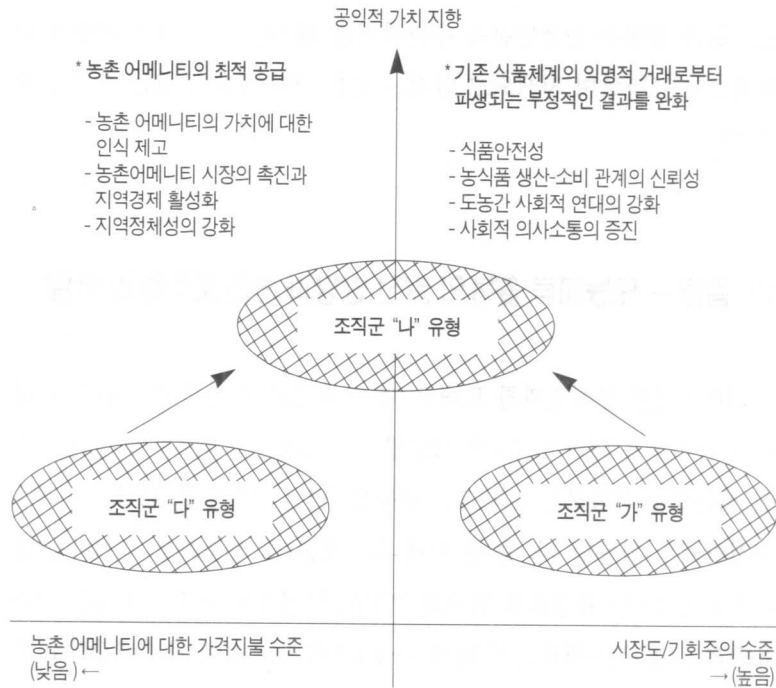 공익적 가치 지향
* 농촌 어메니티의 최적 공급
- 농촌 어메니티의 가치에 대한
인식 제고
- 농촌어메니티 시장의 촉진과
지역경제 활성화
- 지역정체성의 강화
* 기존 식품체계의 익명적 거래로부터
파생되는 부정적인 결과를 완화
- 식품안전성
- 농식품 생산-소비 관계의 신뢰성
- 도농간 사회적 연대의 강화
- 사회적 의사소통의 증진
조직군 “나” 유형
조직군 “다” 유형
조직군 “가” 유형
농촌 어메니티에 대한 가격지불 수준
(낮음) ←
시장도/기회주의 수준
→ (높음)